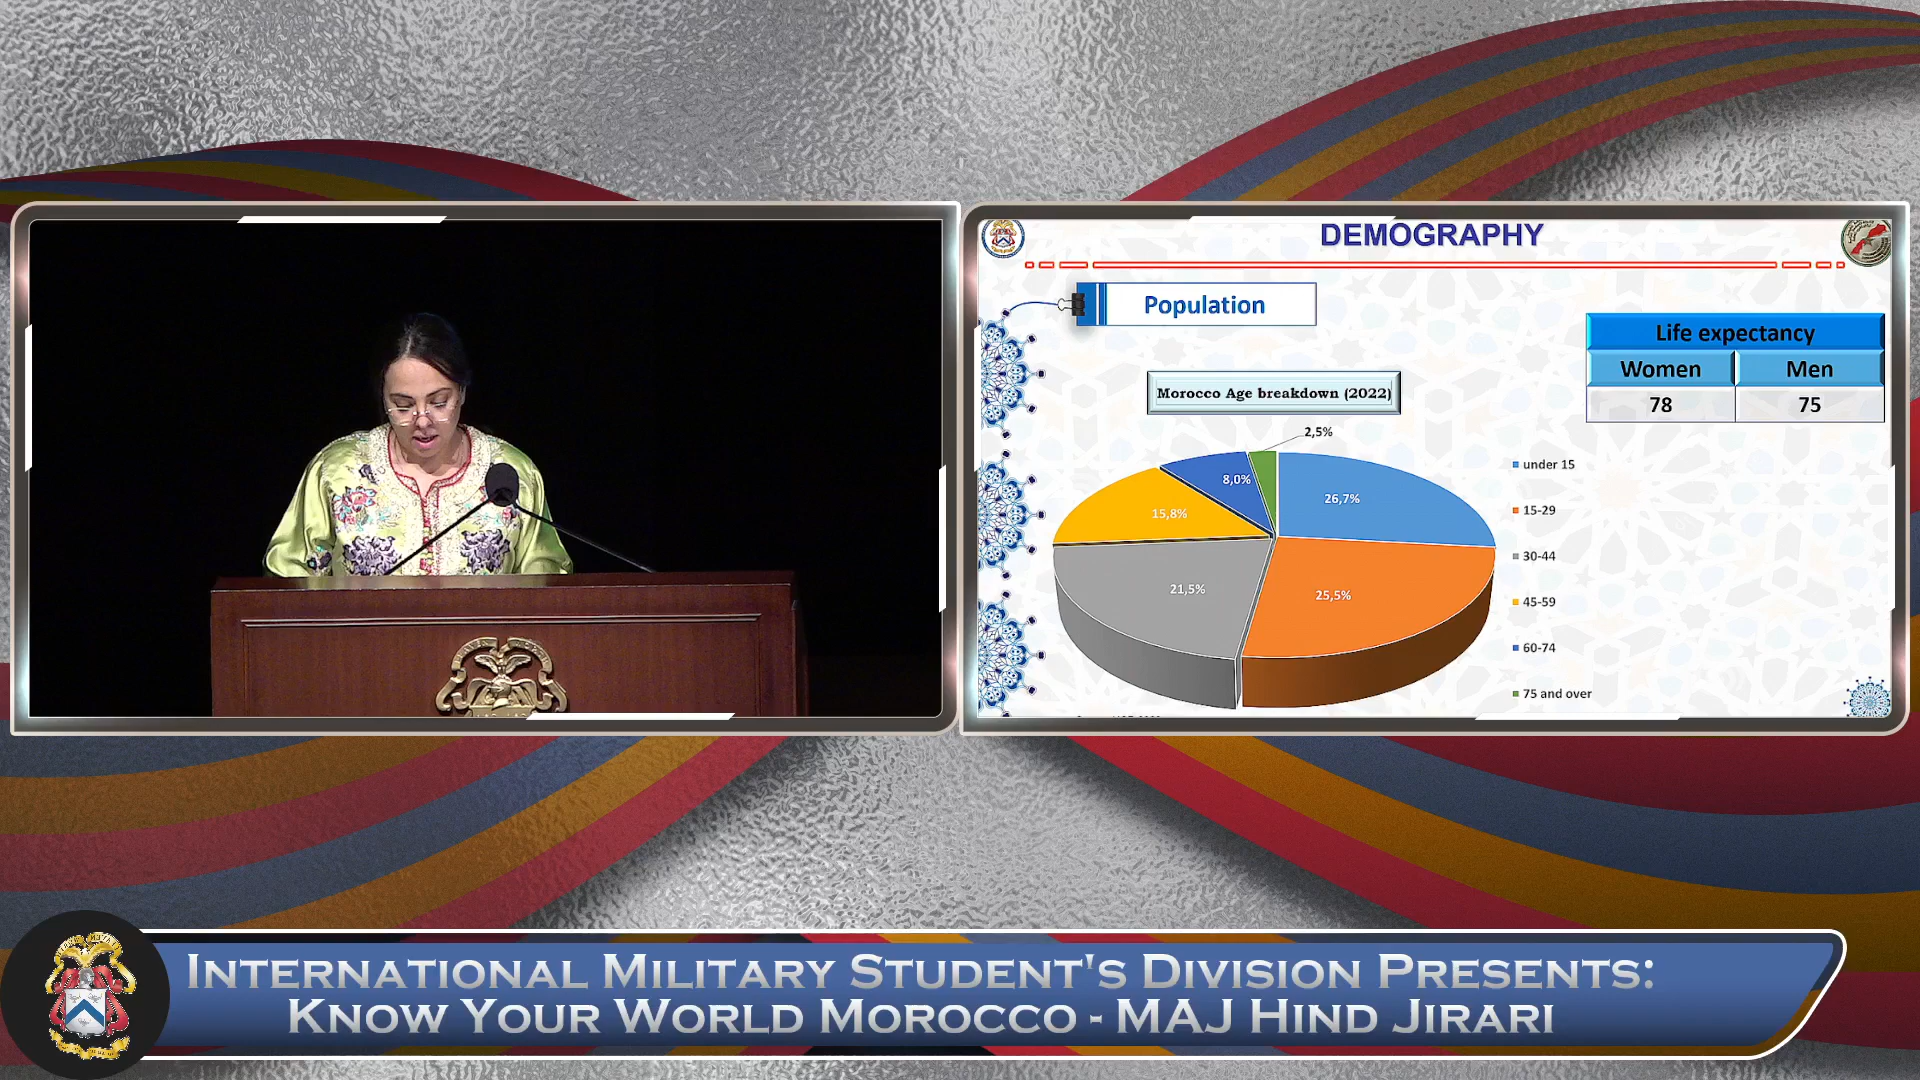 DEMOGRAPHY
Population
Life expectancy
Women Men
78 75
Morocco Age breakdown (2022)
2,5%
8,0%
26,7%
15,8%
21,5%
25,5%
under 15
15-29
30-44
45-59
60-74
75 and over
International Military Student's Division Presents:
Know Your World Morocco - MAJ Hind Jirari